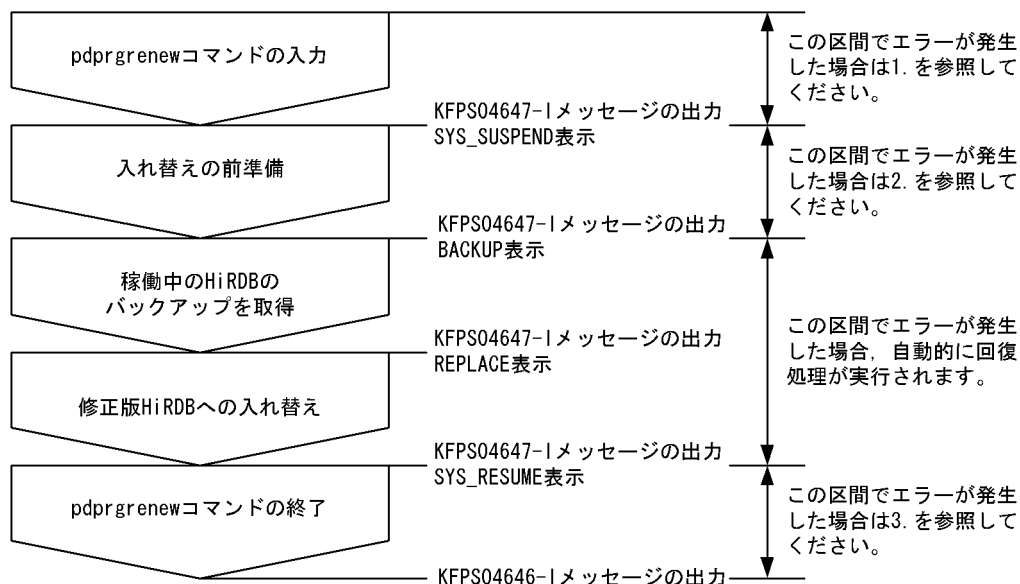 pdprgrenewコマンドの入力
この区間でエラーが発生
した場合は1.を参照して
ください。
KFPS04647-Iメッセージの出力
SYS_SUSPEND表示
入れ替えの前準備
この区間でエラーが発生
した場合は2.を参照して
ください。
KFPS04647-Iメッセージの出力
BACKUP表示
稼働中のHiRDBの
バックアップを取得
KFPS04647-Iメッセージの出力
REPLACE表示
この区間でエラーが発生
した場合,自動的に回復
処理が実行されます。
修正版HiRDBへの入れ替え
KFPS04647-Iメッセージの出力
SYS_RESUME表示
pdprgrenewコマンドの終了
この区間でエラーが発生
した場合は3.を参照して
ください。
KFPS04646-Iメッセージの出力